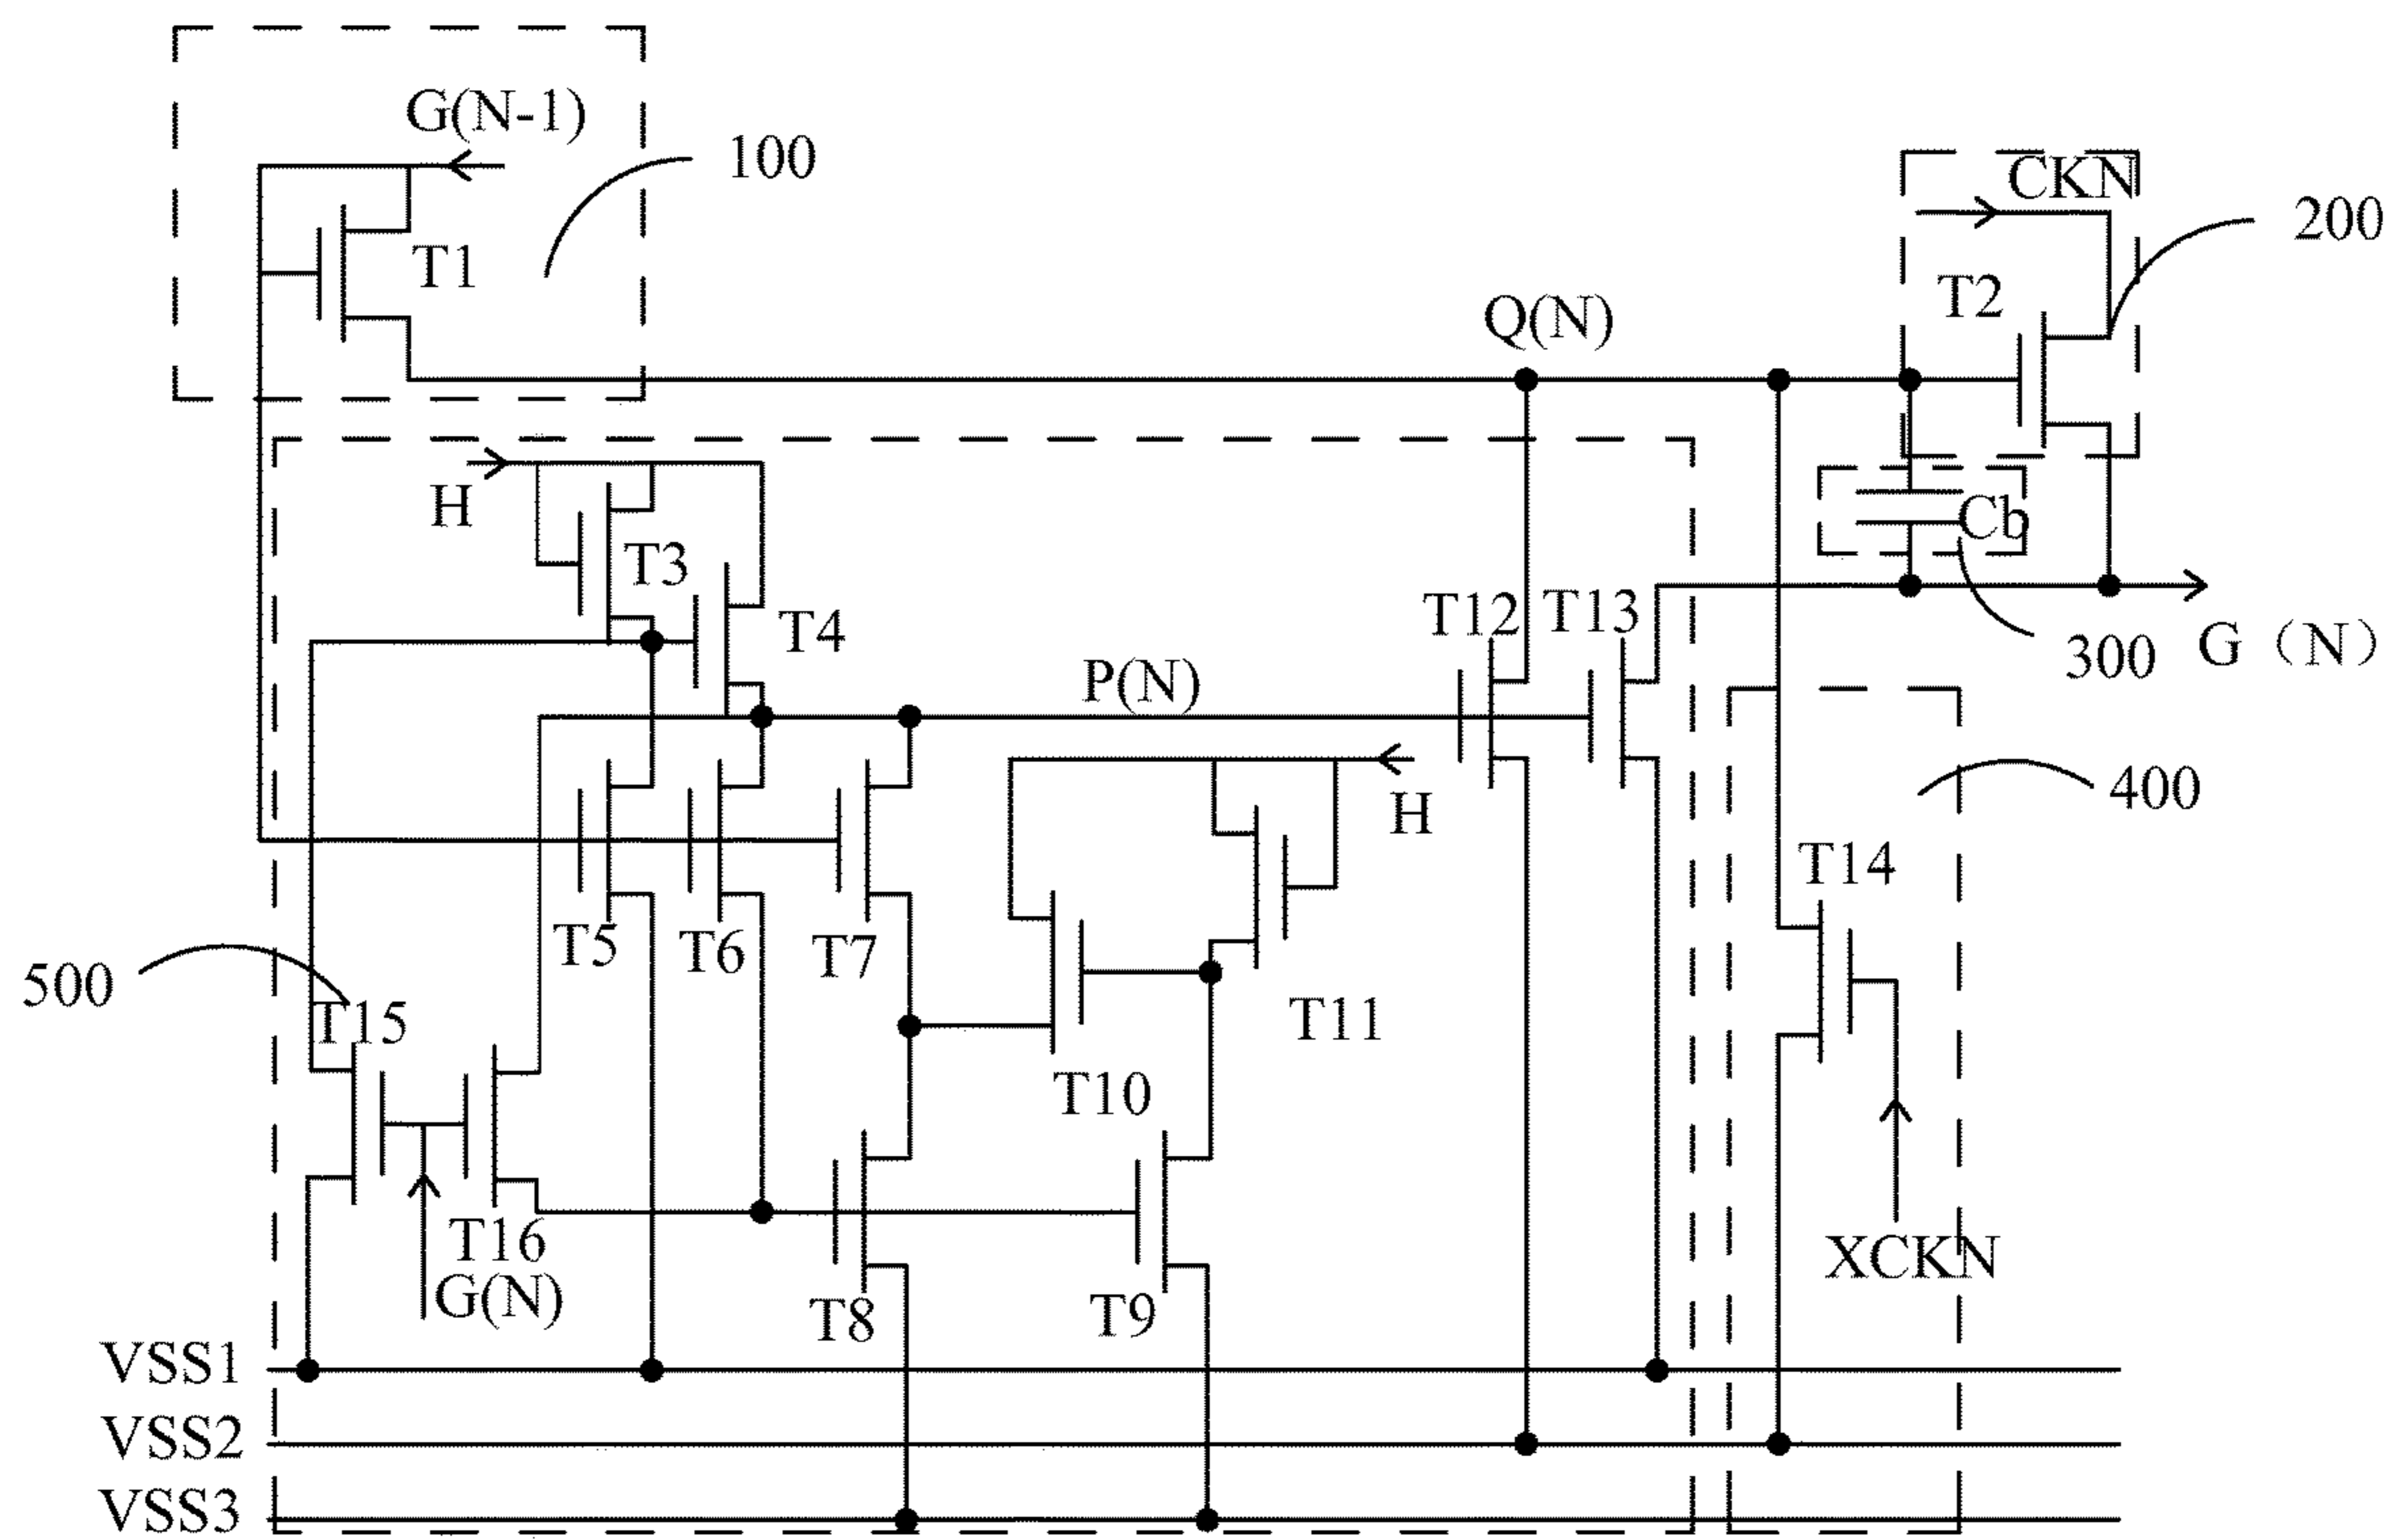 G(N-1)
100
CKN
200
T1
T2
Q(N)
H
Cb
T3
T4
T12
T13
P(N)
300
G（N）
H
400
T14
T5
T6
T7
500
T15
T11
T10
T16
XCKN
G(N)
T8
T9
VSS1
VSS2
VSS3